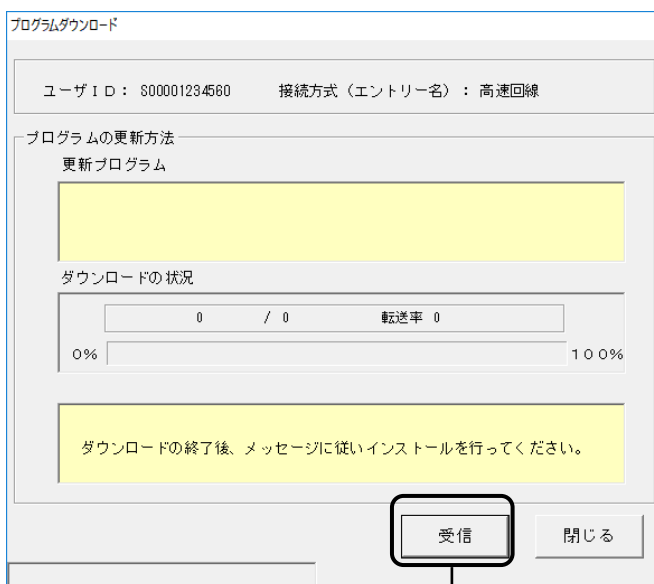 プログラムダウンロード
ユーザID： S00001234560 接続方式（エントリー名）：高速回線
プログラムの更新方法
更新プログラム
ダウンロードの状況
0 / 0 転送率 0
0% 100%
ダウンロードの終了後、メッセージに従いインストールを行ってください。
受信 閉じる